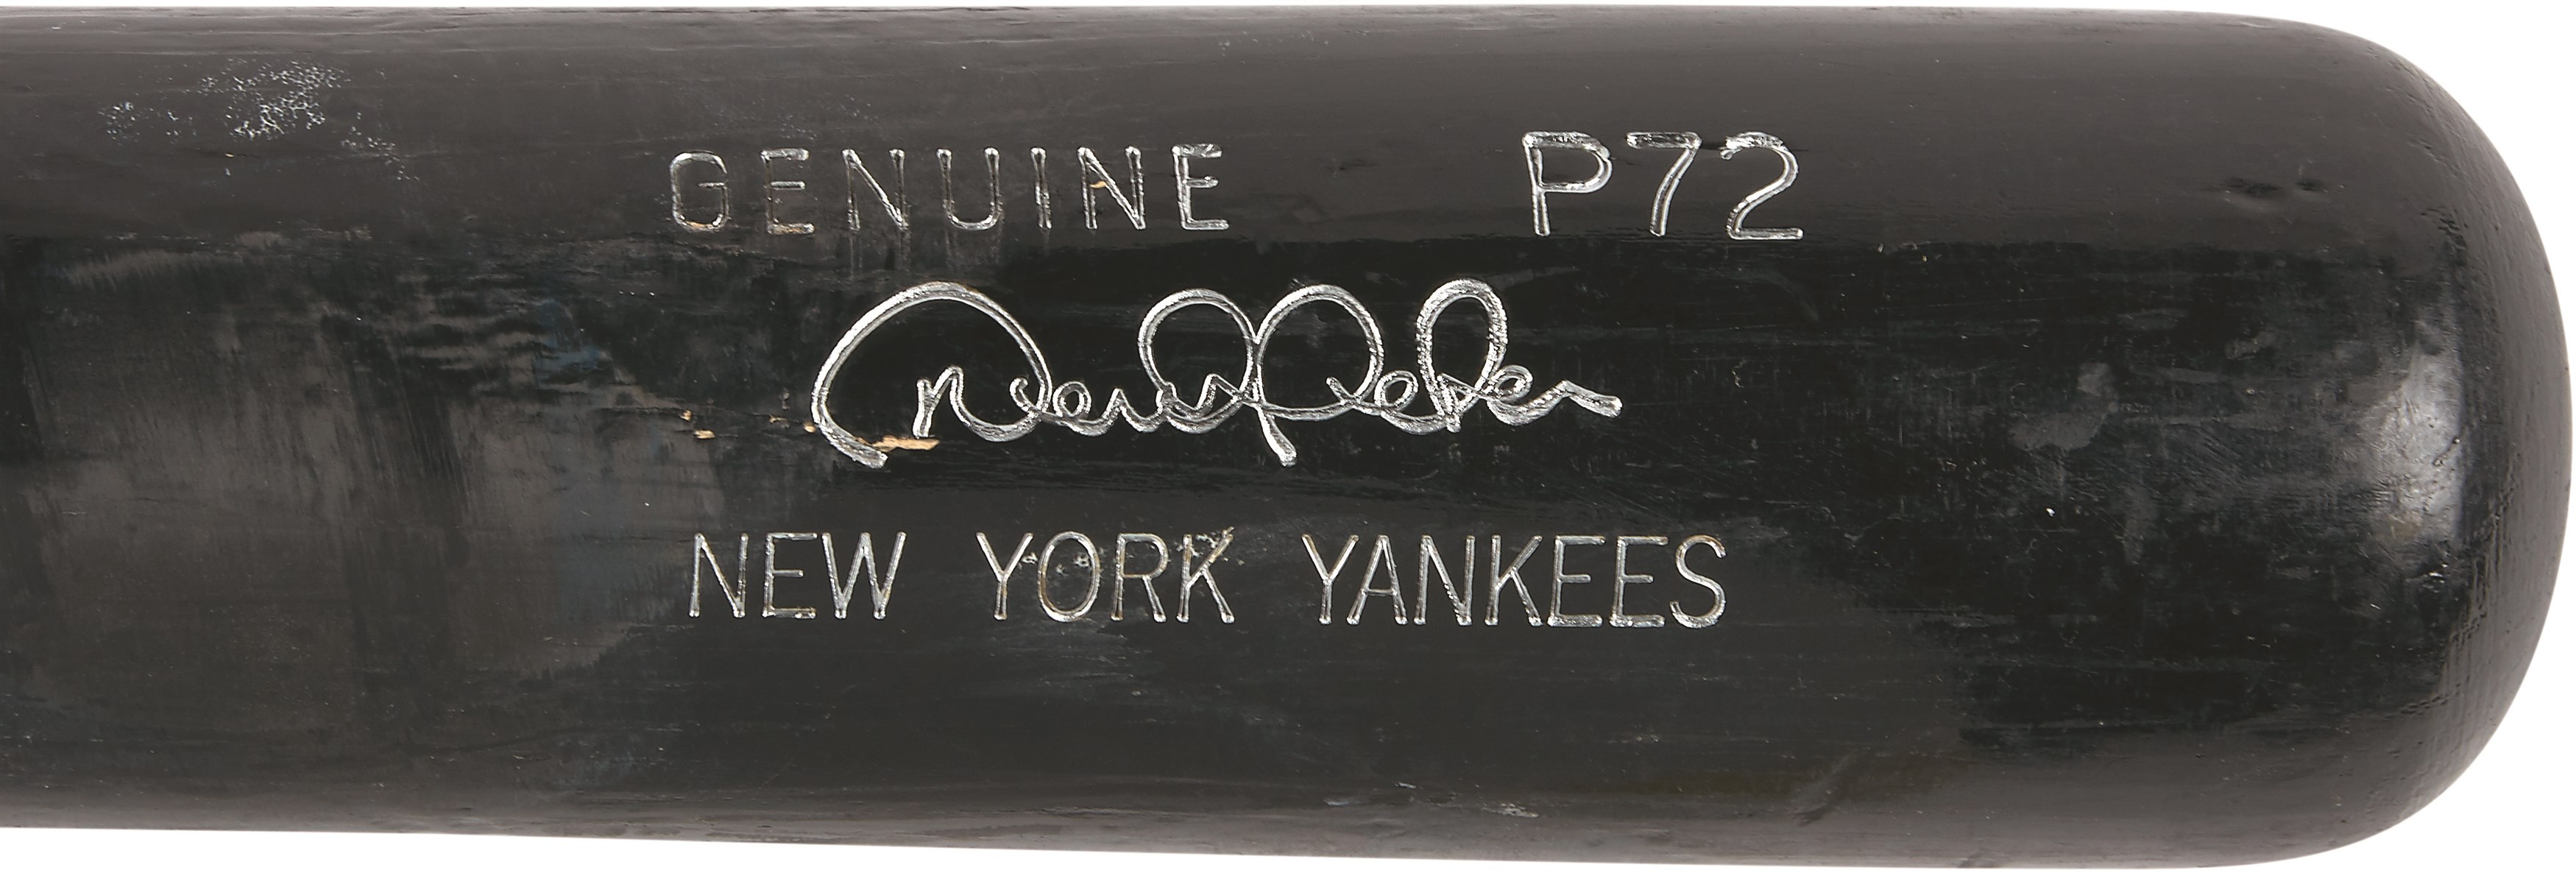 GENUINE P72
Derek Jeter
NEW YORK YANKEES